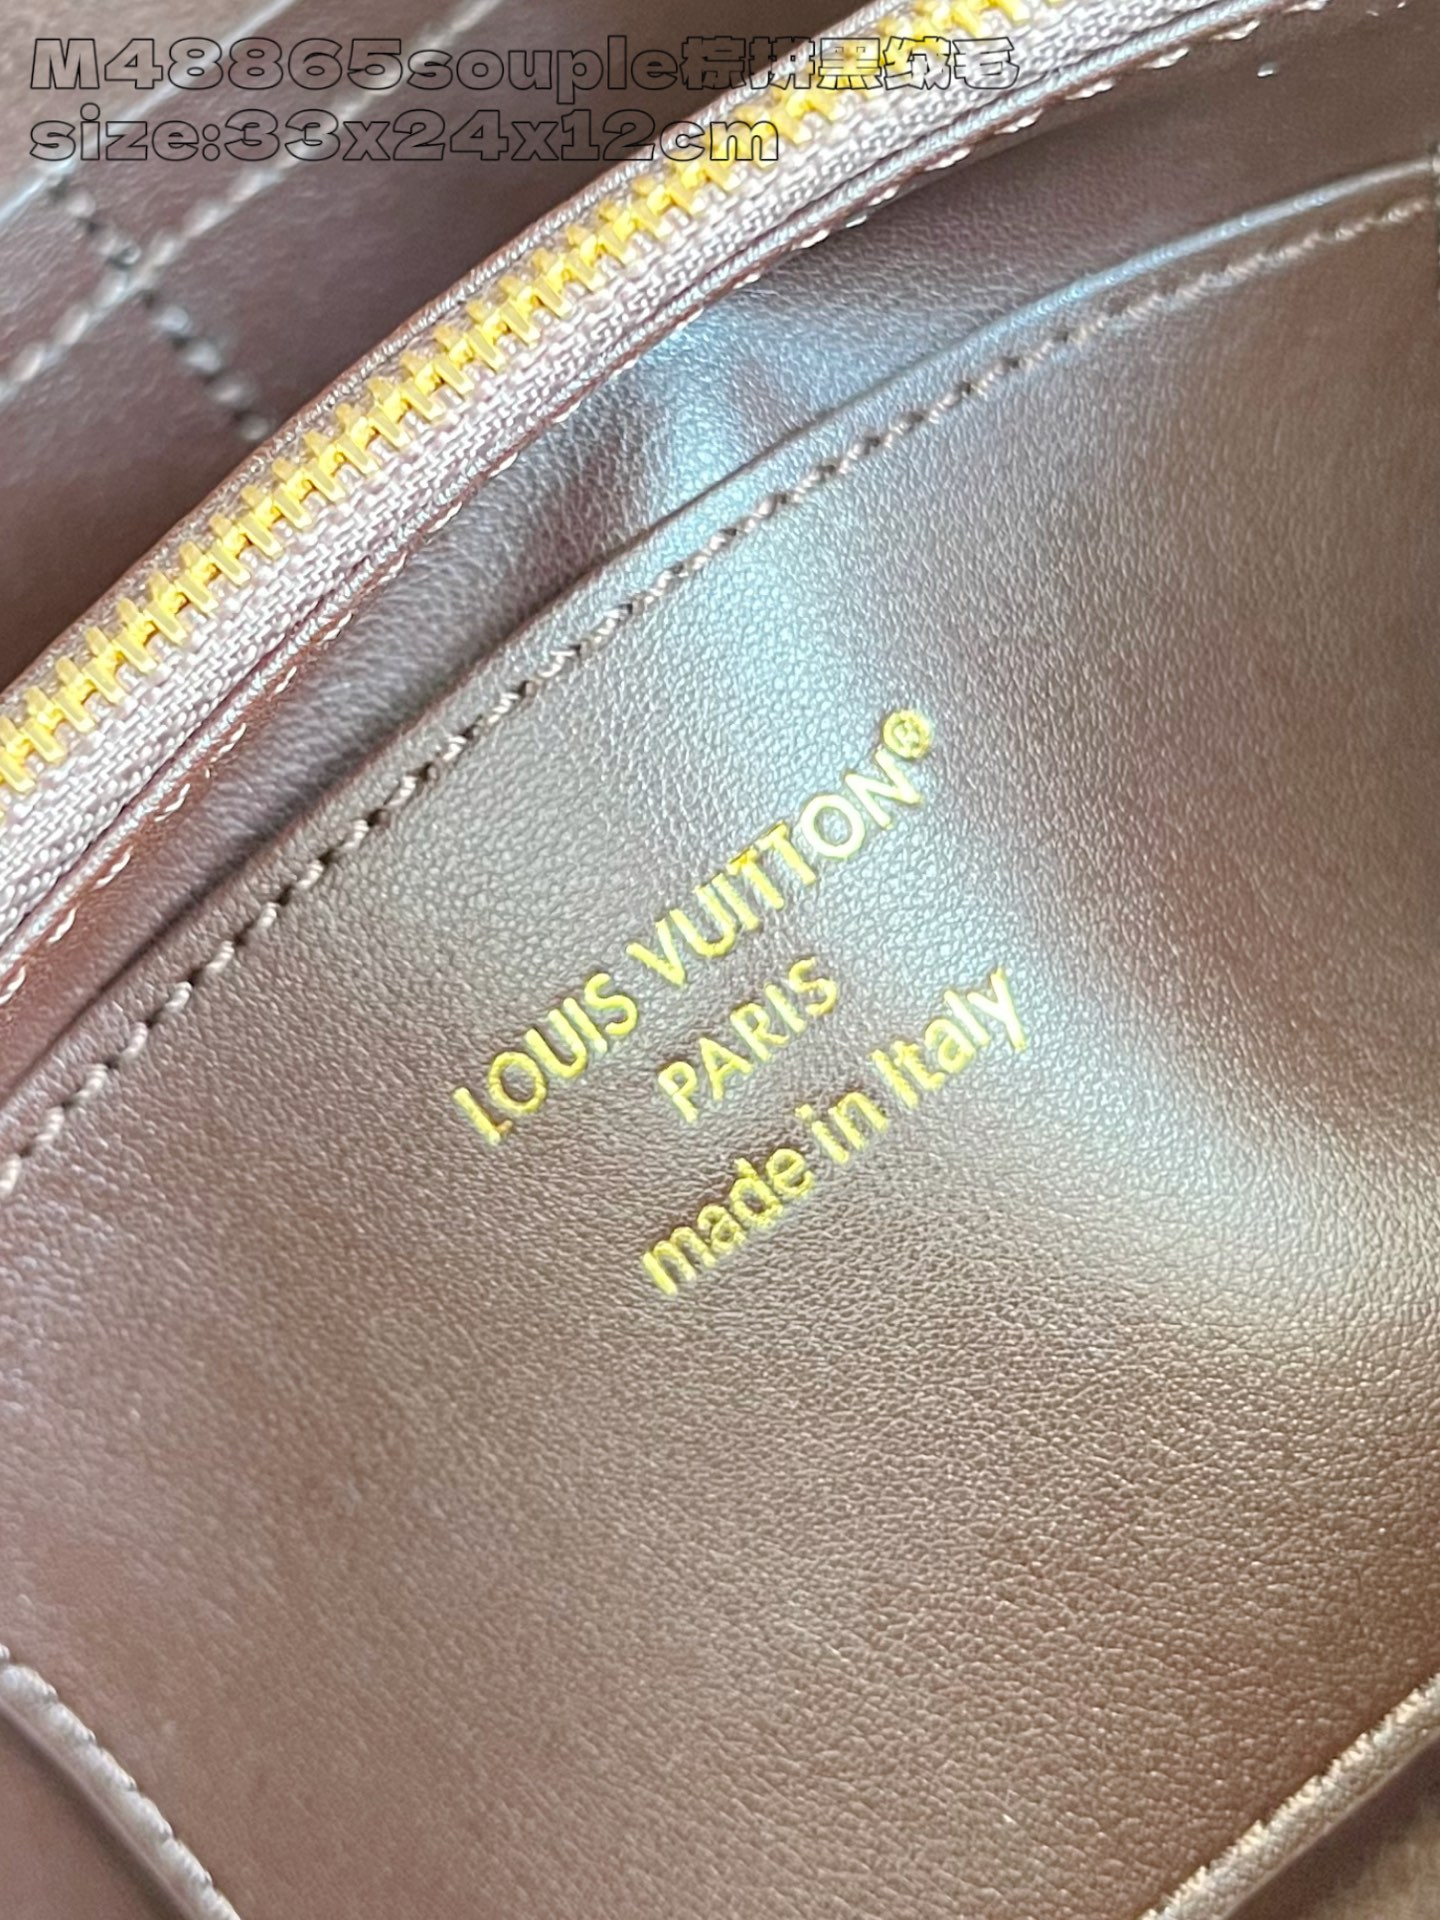 M48865souple棕拼黑绒毛
size:33x24x12cm
LOUIS VUITTON®
PARIS
made in Italy